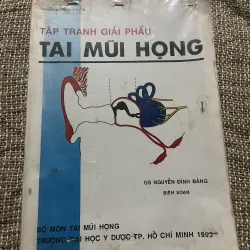 TẬP TRANH GIẢI PHẨU
TAI MŨI HỌNG
GS NGUYỄN ĐÌNH BẢNG
BIÊN SOẠN
BỘ MÔN TAI MŨI HỌNG
TRƯỜNG ĐẠI HỌC Y DƯỢC TP. HỒ CHÍ MINH